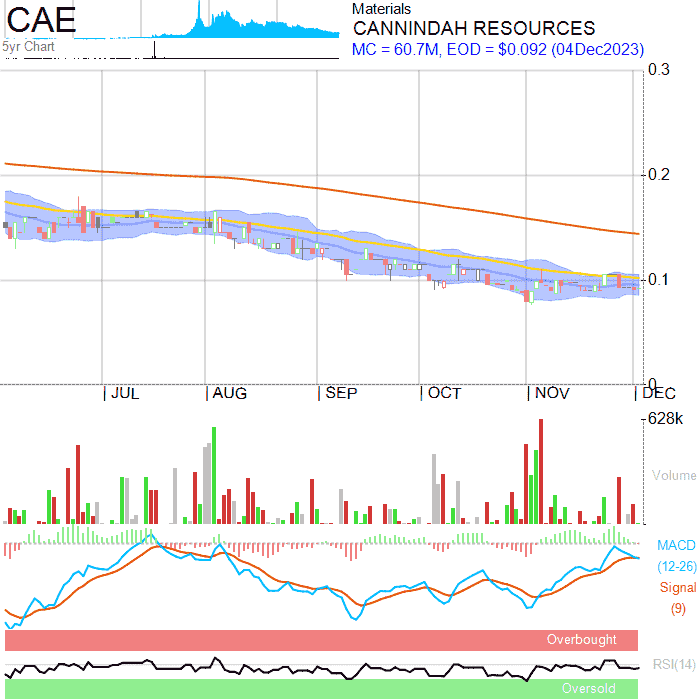 CAE
Materials
CANNINDAH RESOURCES
5yr Chart
MC = 60.7M, EOD = $0.092 (04Dec2023)
0.3
0.2
0.1
0
JUL AUG SEP OCT NOV DEC
628k
Volume
MACD
(12-26)
Signal
(9)
Overbought
RSI(14)
Oversold